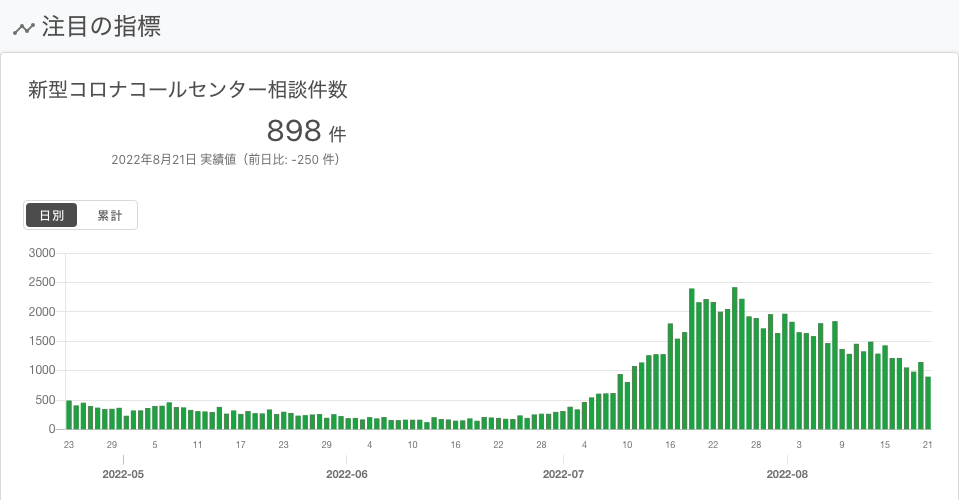 注目の指標
新型コロナコールセンター相談件数
898 件
2022年8月21日 実績値（前日比: -250 件）
日別 累計
3000
2500
2000
1500
1000
500
0
23 29 5 11 17 23 29 4 10 16 22 28 4 10 16 22 28 3 9 15 21
2022-05 2022-06 2022-07 2022-08